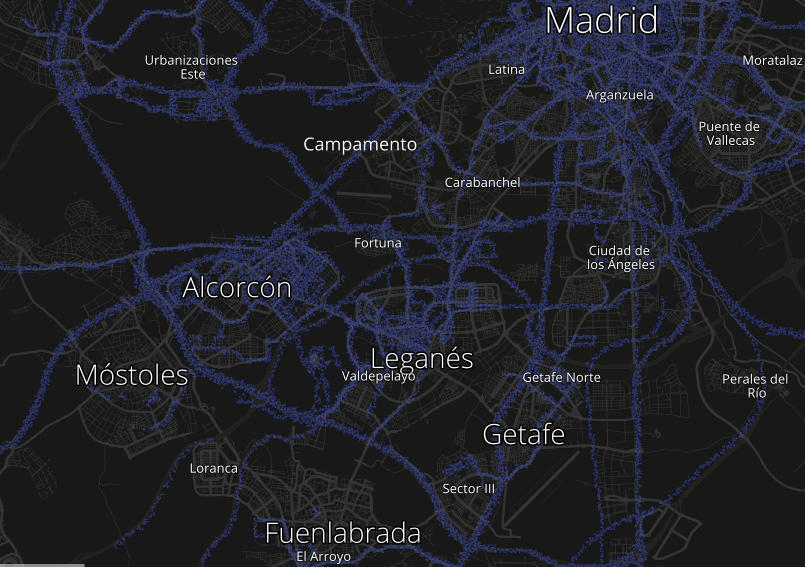 Madrid
Urbanizaciones
Este
Latina
Moratalaz
Arganzuela
Puente de
Vallecas
Campamento
Carabanchel
Fortuna
Ciudad de
los Ángeles
Alcorcón
Leganés
Móstoles
Valdepelayo
Getafe Norte
Perales del
Río
Getafe
Loranca
Sector III
Fuenlabrada
El Arroyo